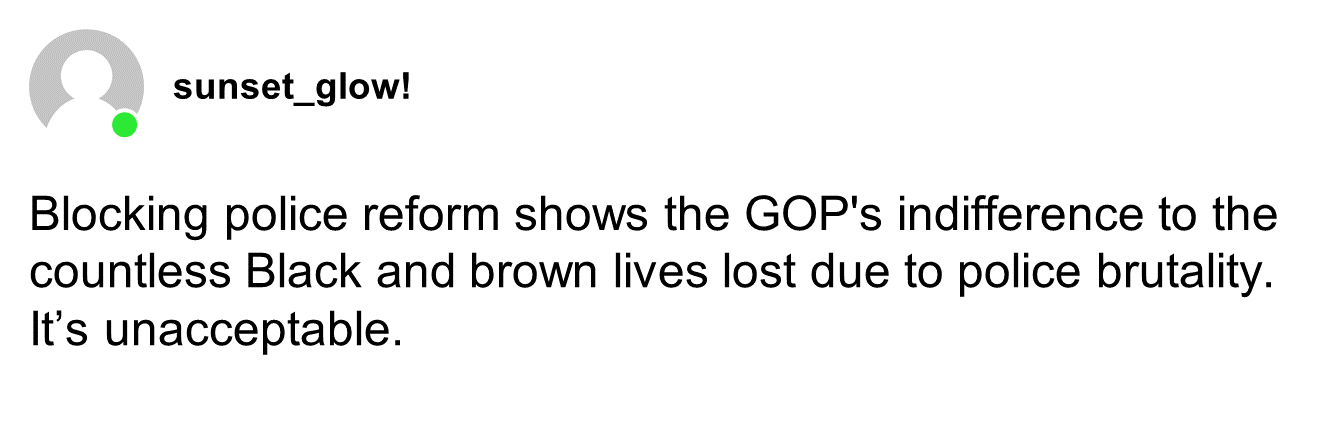 sunset_glow!
Blocking police reform shows the GOP's indifference to the
countless Black and brown lives lost due to police brutality.
It’s unacceptable.